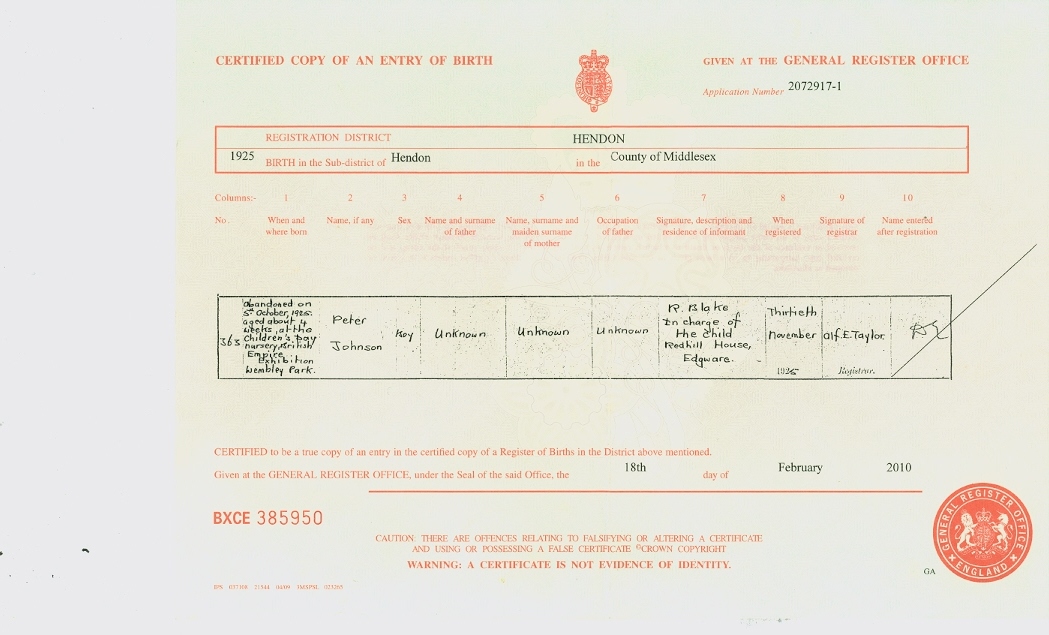 CERTIFIED COPY OF AN ENTRY OF BIRTH
GIVEN AT THE GENERAL REGISTER OFFICE
Application Number 2072917-1
REGISTRATION DISTRICT HENDON
1925 BIRTH in the Sub-district of Hendon in the County of Middlesex
Columns:- 1 2 3 4 5 6 7 8 9 10
No. When and where born
Name, if any
Sex
Name and surname of father
Name, surname and maiden surname of mother
Occupation of father
Signature, description and residence of informant
When registered
Signature of registrar
Name entered after registration
363
Abandoned on
5th October, 1925.
aged about 4
weeks, at the
Children's Day
nursery, British
Empire
Exhibition
Wembley Park.
Peter
Johnson
Boy
Unknown
Unknown
Unknown
R. Blake
In charge of
the child
Redhill House,
Edgware.
Thirtieth
November
1925
Alf. E. Taylor.
Registrar.
CERTIFIED to be a true copy of an entry in the certified copy of a Register of Births in the District above mentioned.
Given at the GENERAL REGISTER OFFICE, under the Seal of the said Office, the 18th day of February 2010
BXCE 385950
CAUTION: THERE ARE OFFENCES RELATING TO FALSIFYING OR ALTERING A CERTIFICATE
AND USING OR POSSESSING A FALSE CERTIFICATE ©CROWN COPYRIGHT
WARNING: A CERTIFICATE IS NOT EVIDENCE OF IDENTITY.
GENERAL REGISTER OFFICE
ENGLAND
GA